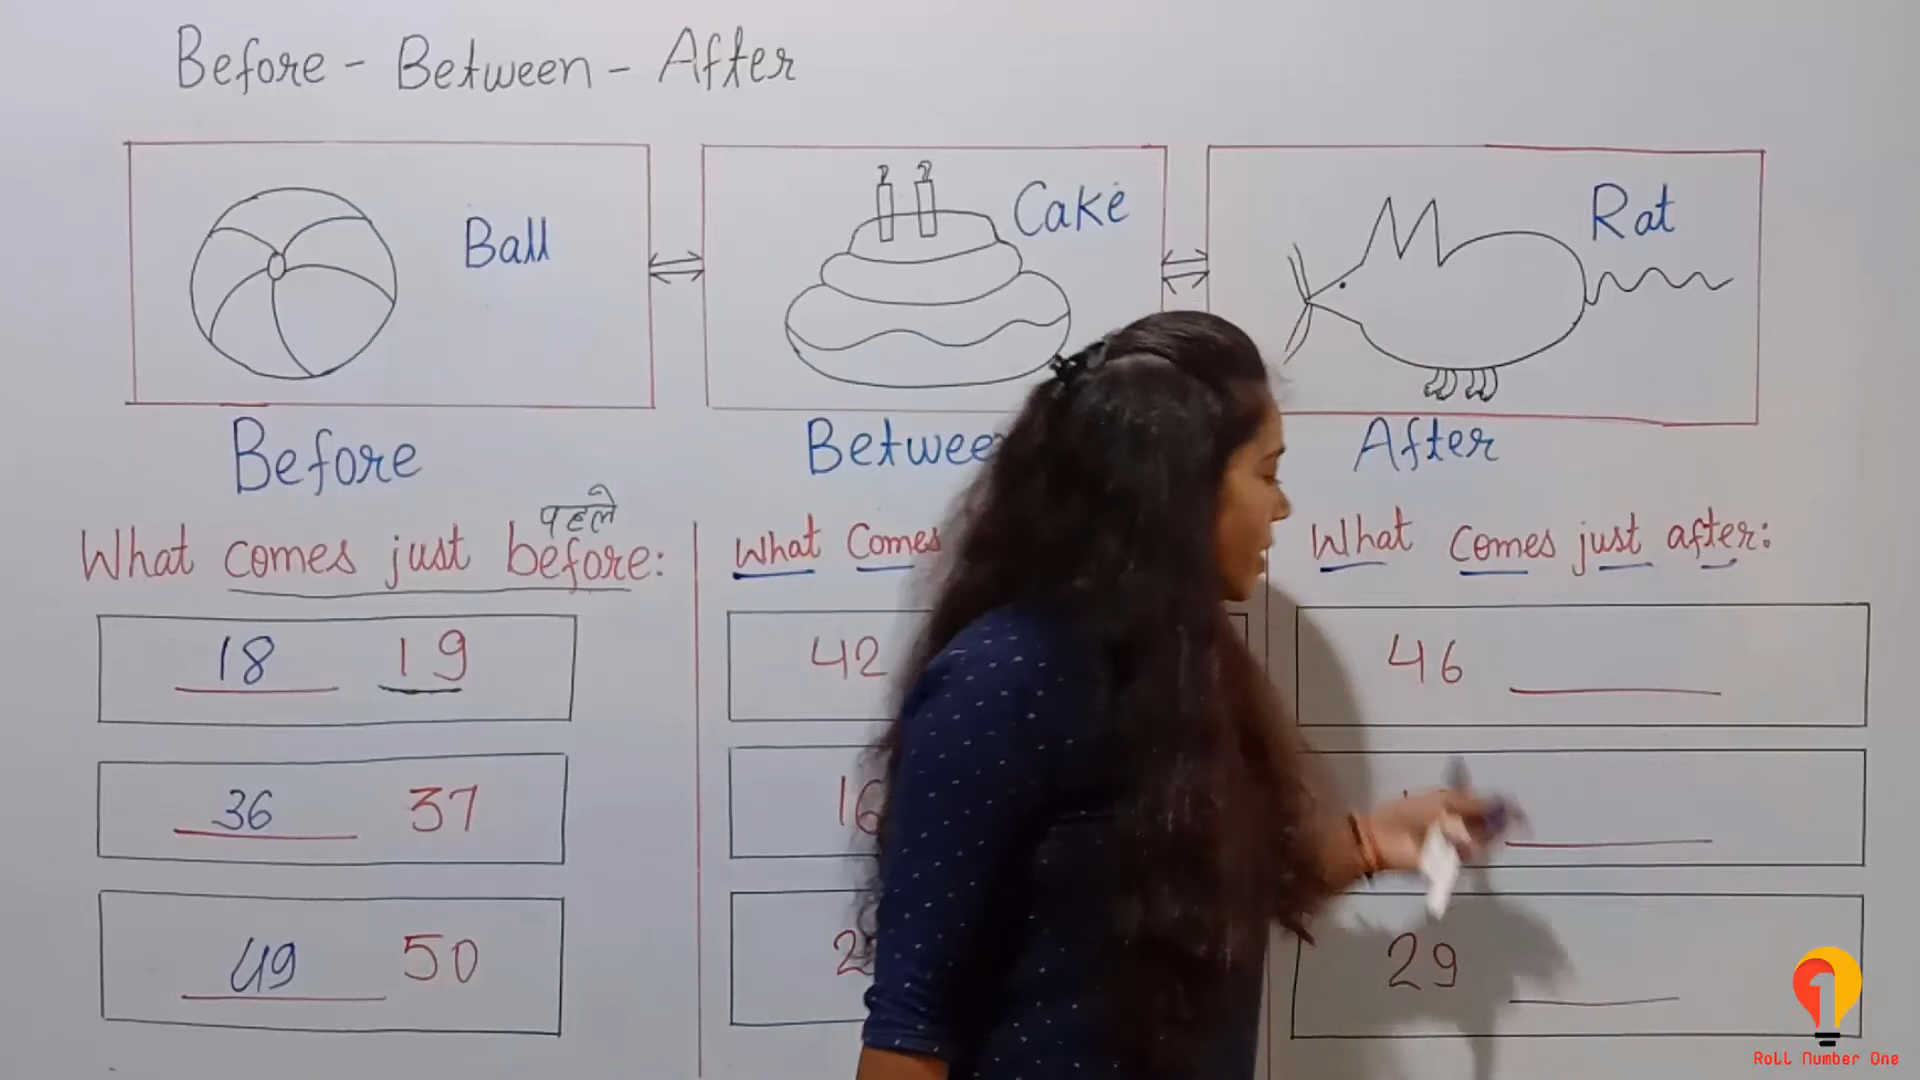 Before - Between - After
Ball
Cake
Rat
Before
After
पहले
What comes just before:
What Comes
What comes just after:
18 19
42
46
36 37
16
49 50
29
Roll Number One